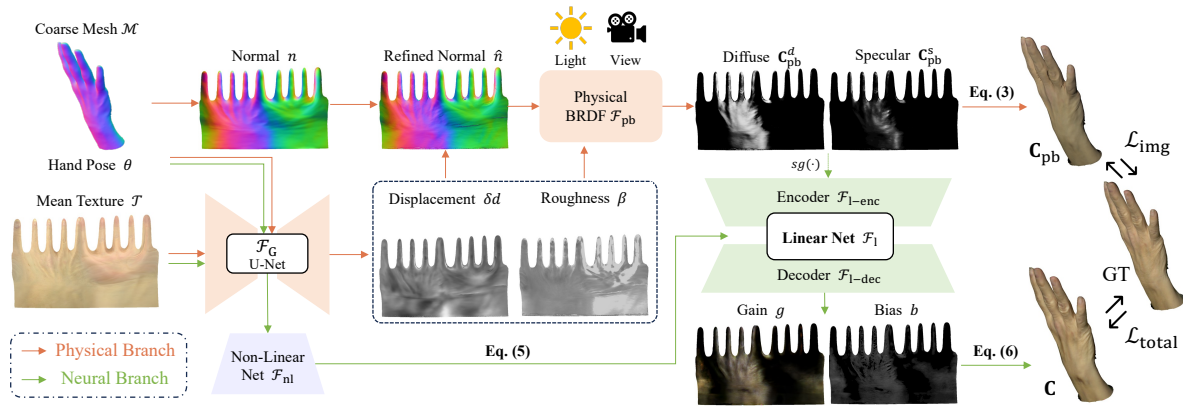 Coarse Mesh ℳ
Normal n
Refined Normal n̂
Light
View
Physical
BRDF ℱpb
Diffuse C^d_pb
Specular C^s_pb
Eq. (3)
C_pb
ℒ_img
Hand Pose θ
Mean Texture 𝒯
ℱ_G
U-Net
Displacement δd
Roughness β
sg(·)
Encoder ℱ_l−enc
Linear Net ℱ_l
Decoder ℱ_l−dec
GT
ℒ_total
Gain g
Bias b
Physical Branch
Neural Branch
Non-Linear
Net ℱ_nl
Eq. (5)
Eq. (6)
C